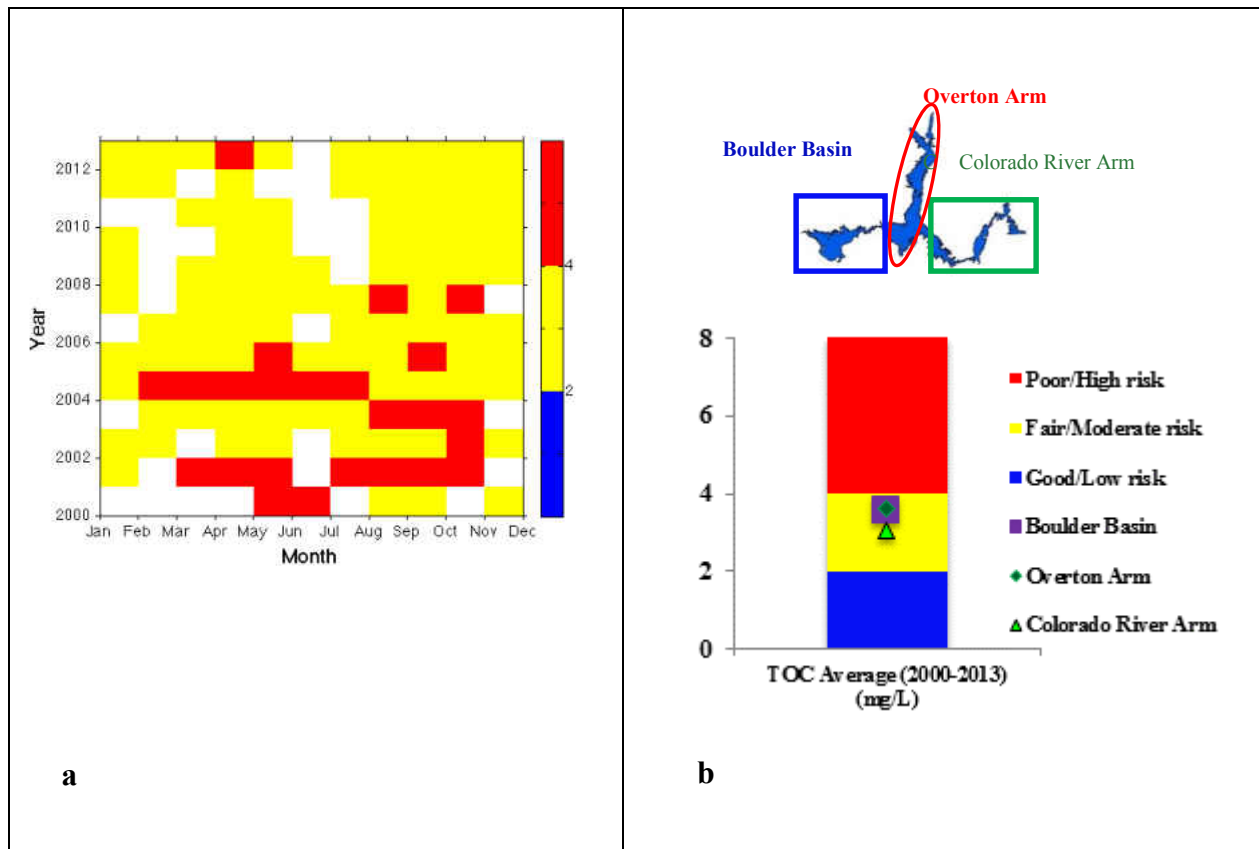 2012
2010
2008
2006
2004
2002
2000
Year
Jan Feb Mar Apr May Jun Jul Aug Sep Oct Nov Dec
Month
4
2
a
Overton Arm
Boulder Basin
Colorado River Arm
8
6
4
2
0
Poor/High risk
Fair/Moderate risk
Good/Low risk
Boulder Basin
Overton Arm
Colorado River Arm
TOC Average (2000-2013)
(mg/L)
b